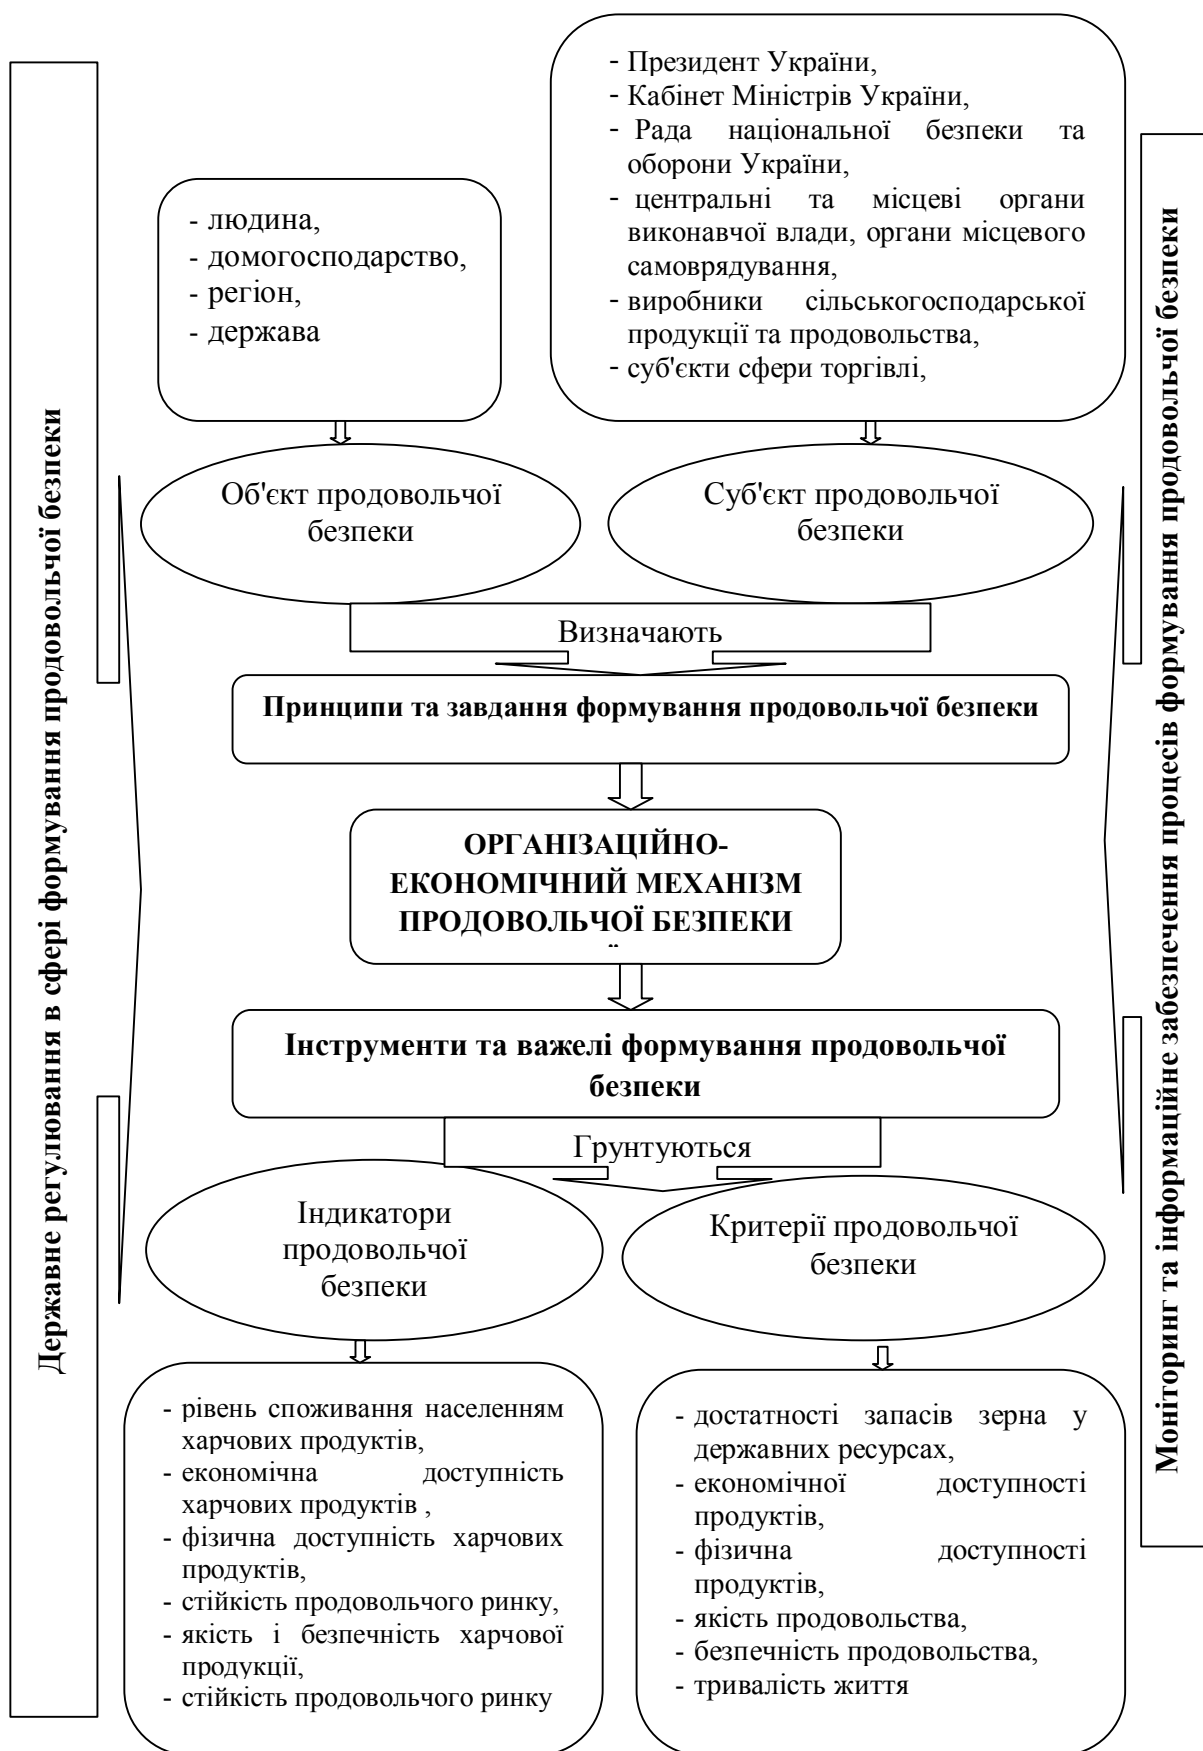 Державне регулювання в сфері формування продовольчої безпеки
- людина,
- домогосподарство,
- регіон,
- держава
- Президент України,
- Кабінет Міністрів України,
- Рада національної безпеки та
оборони України,
- центральні та місцеві органи
виконавчої влади, органи місцевого
самоврядування,
- виробники сільськогосподарської
продукції та продовольства,
- суб'єкти сфери торгівлі,
Моніторинг та інформаційне забезпечення процесів формування продовольчої безпеки
Об'єкт продовольчої
безпеки
Суб'єкт продовольчої
безпеки
Визначають
Принципи та завдання формування продовольчої безпеки
ОРГАНІЗАЦІЙНО-
ЕКОНОМІЧНИЙ МЕХАНІЗМ
ПРОДОВОЛЬЧОЇ БЕЗПЕКИ
Інструменти та важелі формування продовольчої
безпеки
Грунтуються
Індикатори
продовольчої
безпеки
Критерії продовольчої
безпеки
- рівень споживання населенням
харчових продуктів,
- економічна доступність
харчових продуктів ,
- фізична доступність харчових
продуктів,
- стійкість продовольчого ринку,
- якість і безпечність харчової
продукції,
- стійкість продовольчого ринку
- достатності запасів зерна у
державних ресурсах,
- економічної доступності
продуктів,
- фізична доступності
продуктів,
- якість продовольства,
- безпечність продовольства,
- тривалість життя